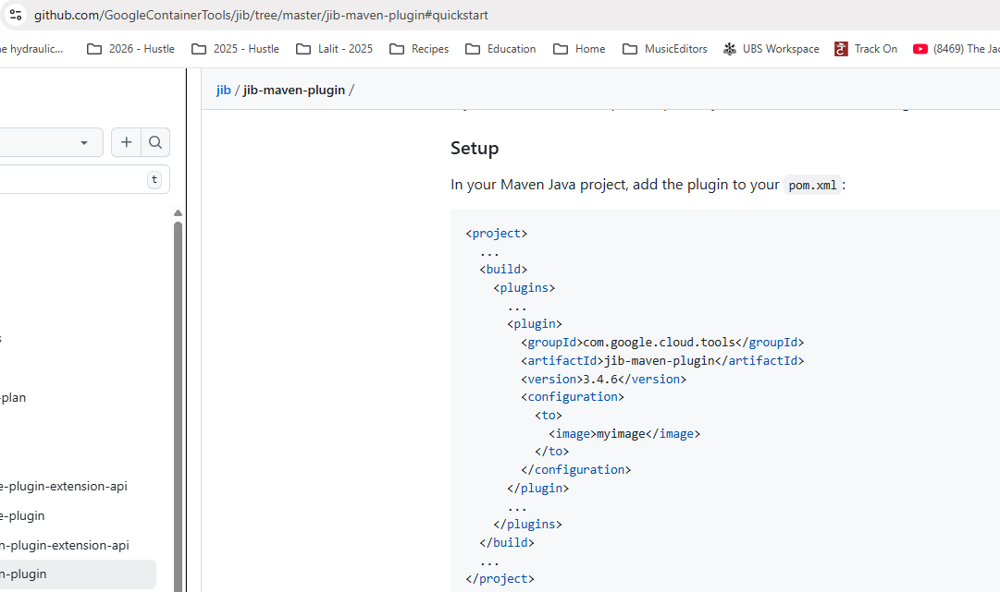 github.com/GoogleContainerTools/jib/tree/master/jib-maven-plugin#quickstart
ne hydraulic... 2026 - Hustle 2025 - Hustle Lalit - 2025 Recipes Education Home MusicEditors UBS Workspace Track On (8469) The Jac
jib / jib-maven-plugin /
Setup
t
In your Maven Java project, add the plugin to your pom.xml :
<project>
...
<build>
<plugins>
...
<plugin>
<groupId>com.google.cloud.tools</groupId>
<artifactId>jib-maven-plugin</artifactId>
<version>3.4.6</version>
<configuration>
<to>
<image>myimage</image>
</to>
</configuration>
</plugin>
...
</plugins>
</build>
...
</project>
-plan
e-plugin-extension-api
e-plugin
n-plugin-extension-api
n-plugin